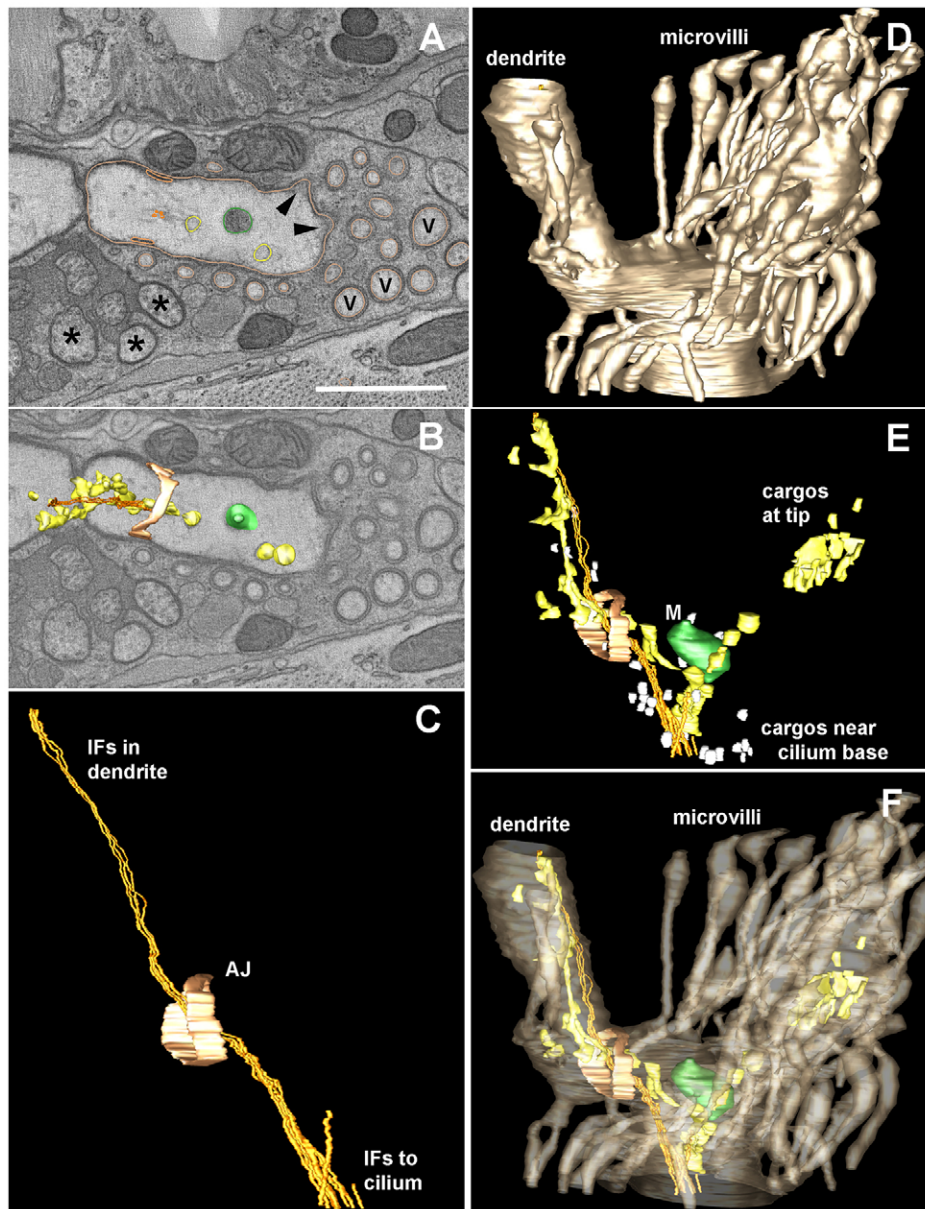 A
V
V
V
*
*
*
B
C
IFs in
dendrite
AJ
IFs to
cilium
D
dendrite
microvilli
E
cargos
at tip
M
cargos near
cilium base
F
dendrite
microvilli